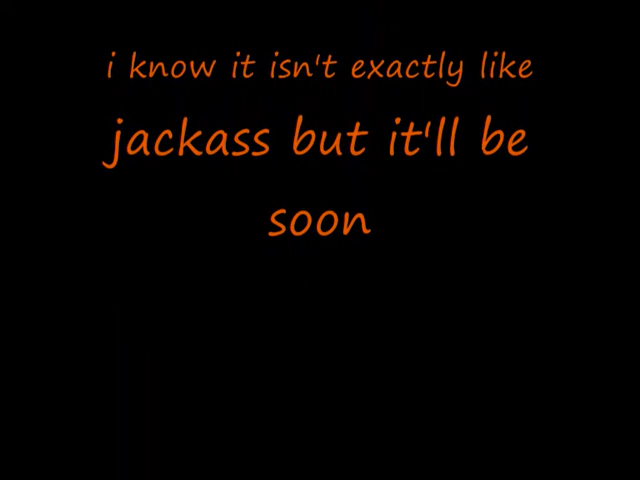 i know it isn't exactly like
jackass but it'll be
soon